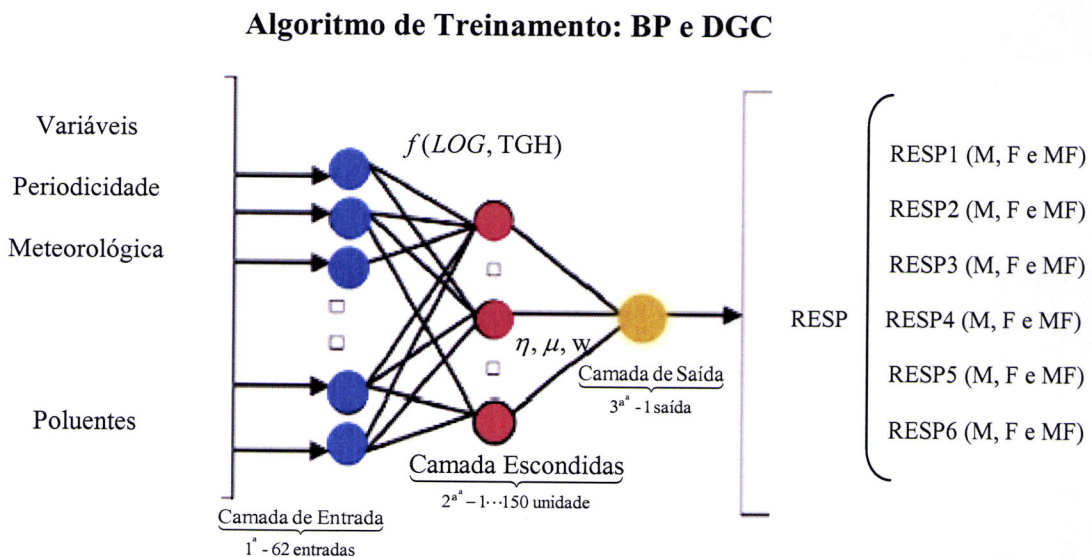 Algoritmo de Treinamento: BP e DGC
Variáveis
Periodicidade
Meteorológica
Poluentes
f(LOG, TGH)
η, μ, w
Camada de Entrada
1ª - 62 entradas
Camada Escondidas
2ªª - 1⋯150 unidade
Camada de Saída
3ªª - 1 saída
RESP
RESP1 (M, F e MF)
RESP2 (M, F e MF)
RESP3 (M, F e MF)
RESP4 (M, F e MF)
RESP5 (M, F e MF)
RESP6 (M, F e MF)